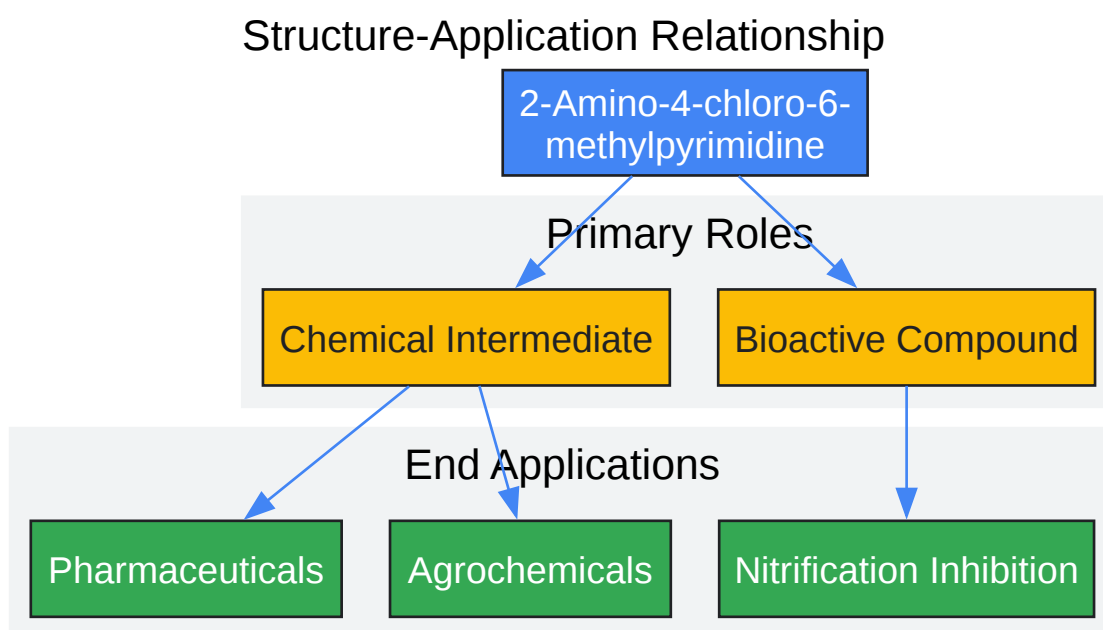 Structure-Application Relationship
2-Amino-4-chloro-6-
methylpyrimidine
Primary Roles
Chemical Intermediate
Bioactive Compound
End Applications
Pharmaceuticals
Agrochemicals
Nitrification Inhibition